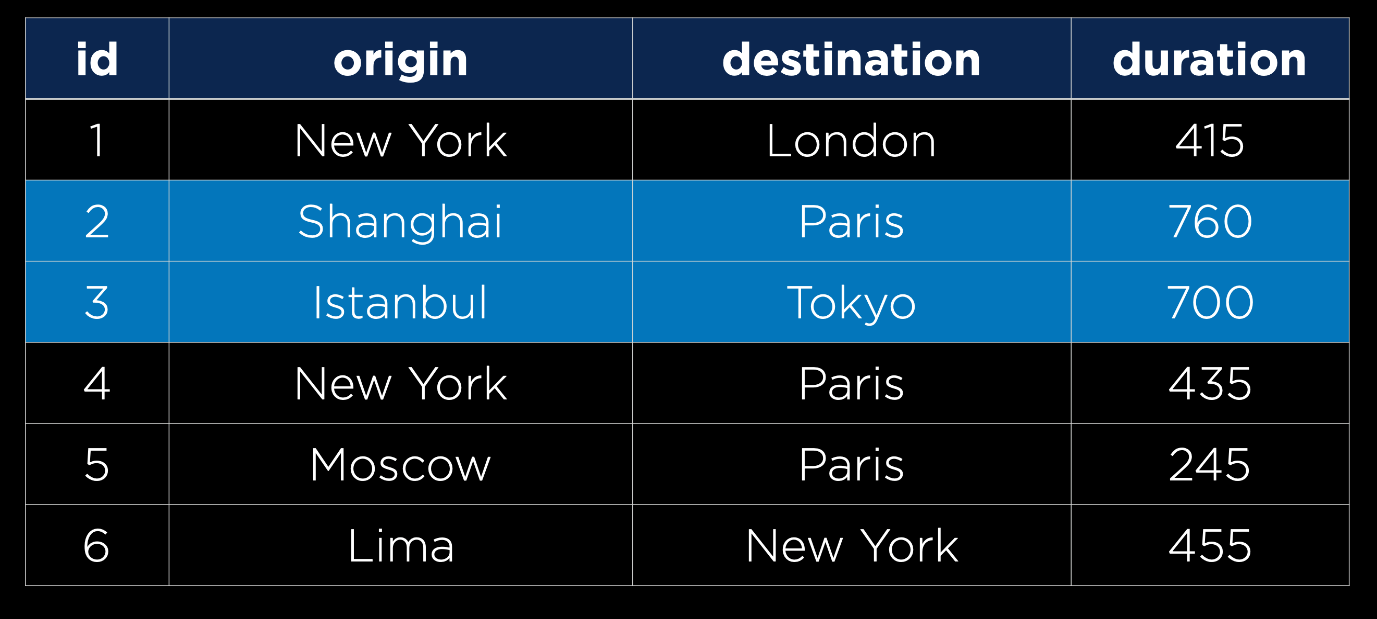 id origin destination duration
1 New York London 415
2 Shanghai Paris 760
3 Istanbul Tokyo 700
4 New York Paris 435
5 Moscow Paris 245
6 Lima New York 455